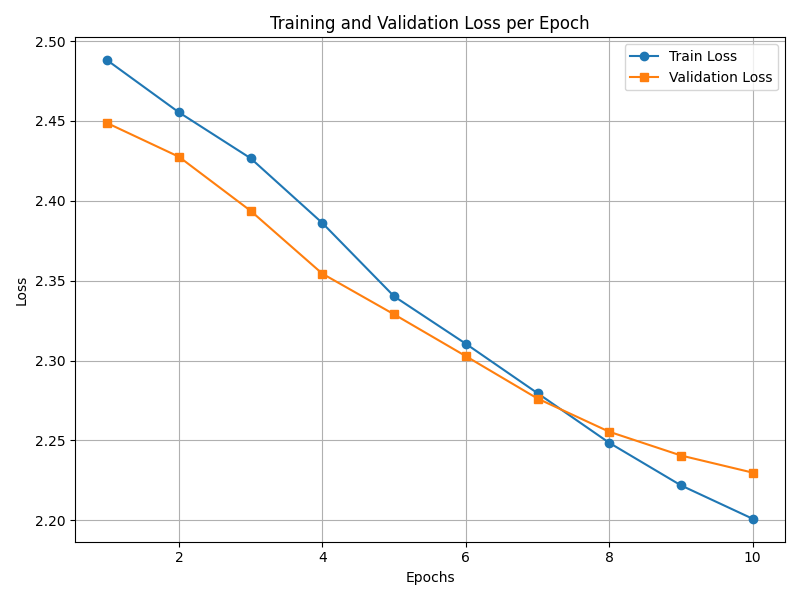 Training and Validation Loss per Epoch
Train Loss
Validation Loss
2.50
2.45
2.40
2.35
2.30
2.25
2.20
Loss
2 4 6 8 10
Epochs